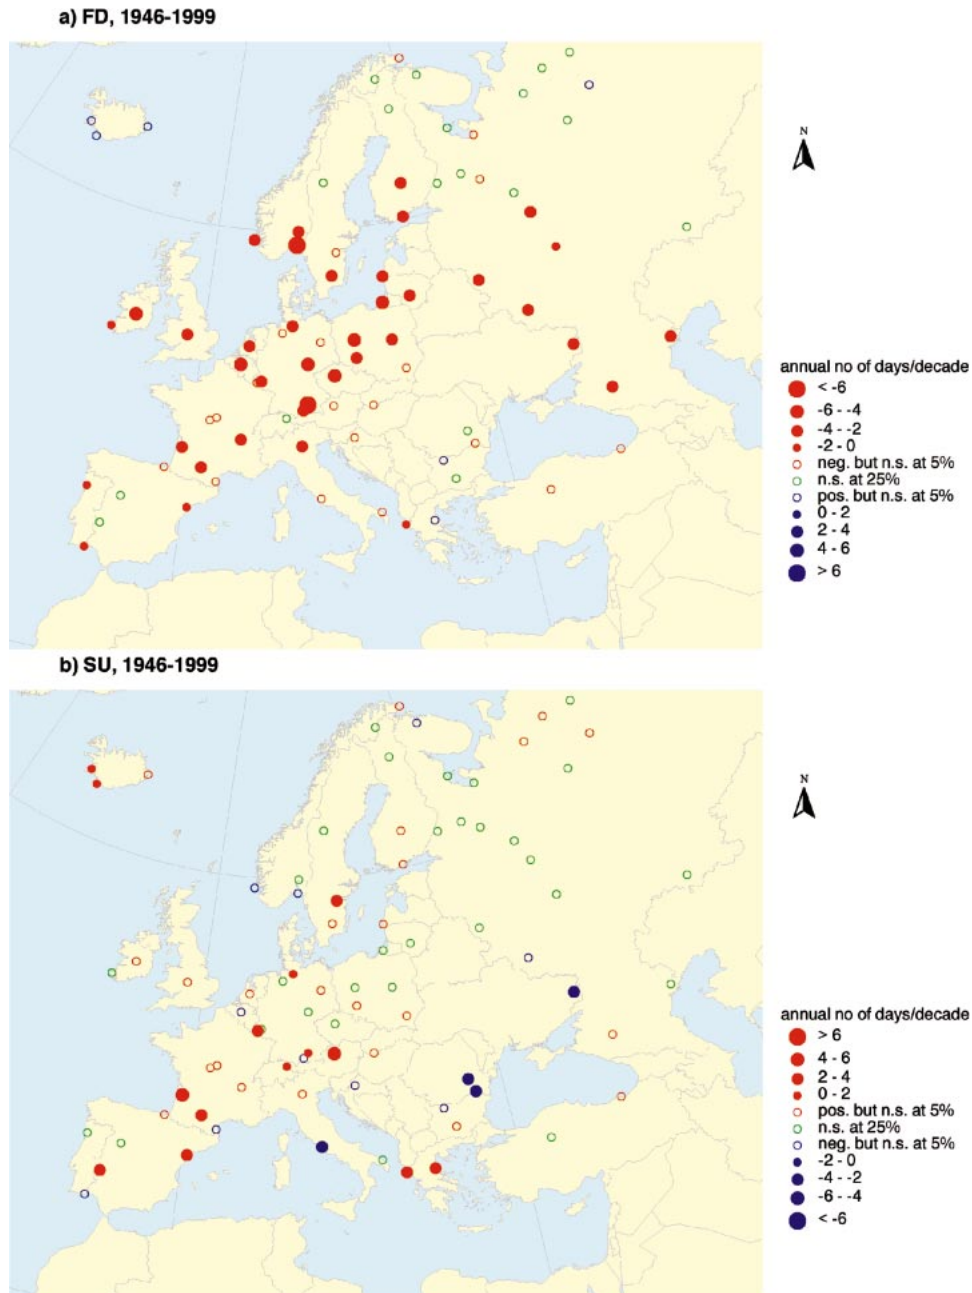 a) FD, 1946-1999
N
annual no of days/decade
< -6
-6 - -4
-4 - -2
-2 - 0
neg. but n.s. at 5%
n.s. at 25%
pos. but n.s. at 5%
0 - 2
2 - 4
4 - 6
> 6
b) SU, 1946-1999
N
annual no of days/decade
> 6
4 - 6
2 - 4
0 - 2
pos. but n.s. at 5%
n.s. at 25%
neg. but n.s. at 5%
-2 - 0
-4 - -2
-6 - -4
< -6